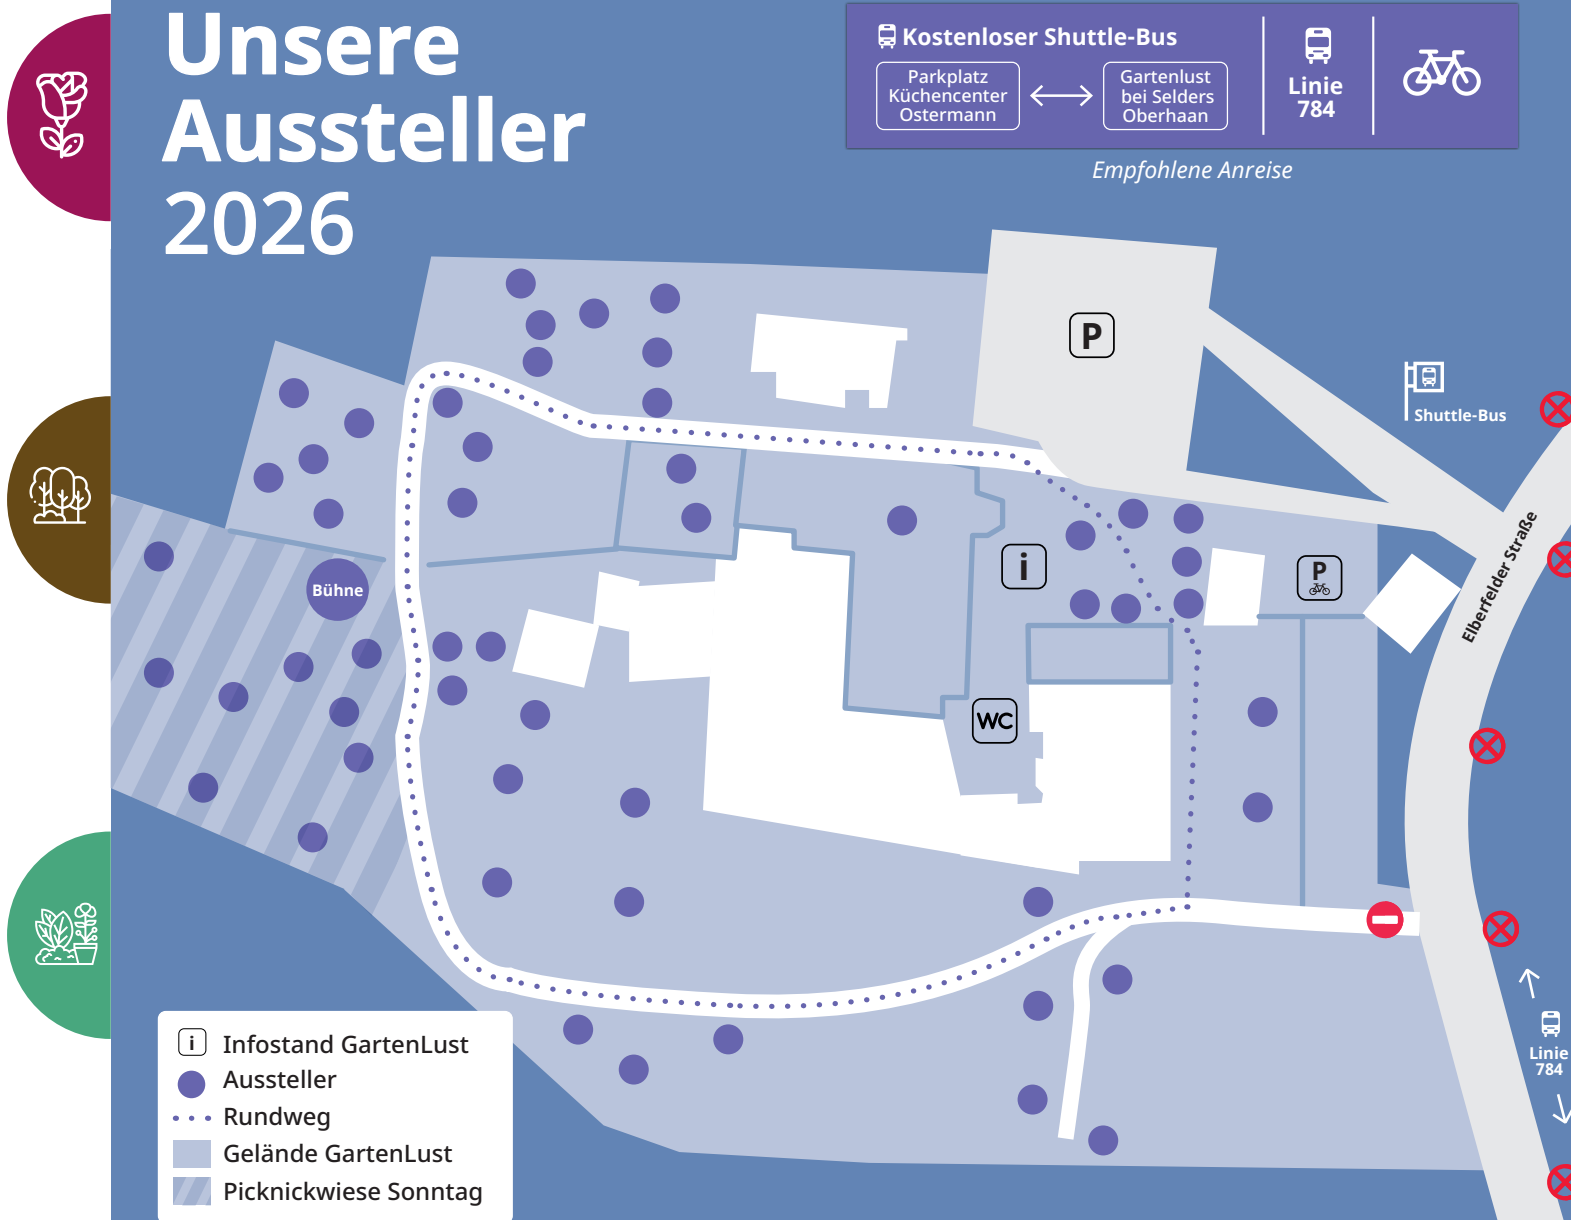 Unsere
Aussteller
2026
Kostenloser Shuttle-Bus
Parkplatz
Küchencenter
Ostermann
Gartenlust
bei Selders
Oberhaan
Linie
784
Empfohlene Anreise
P
Shuttle-Bus
Elberfelder Straße
i
P
Bühne
WC
Linie
784
i Infostand GartenLust
Aussteller
Rundweg
Gelände GartenLust
Picknickwiese Sonntag